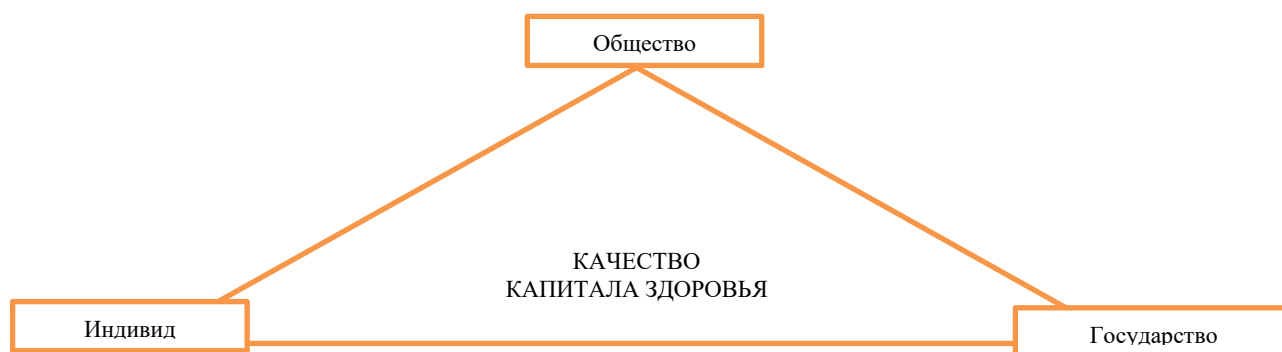 Общество
КАЧЕСТВО
КАПИТАЛА ЗДОРОВЬЯ
Индивид
Государство